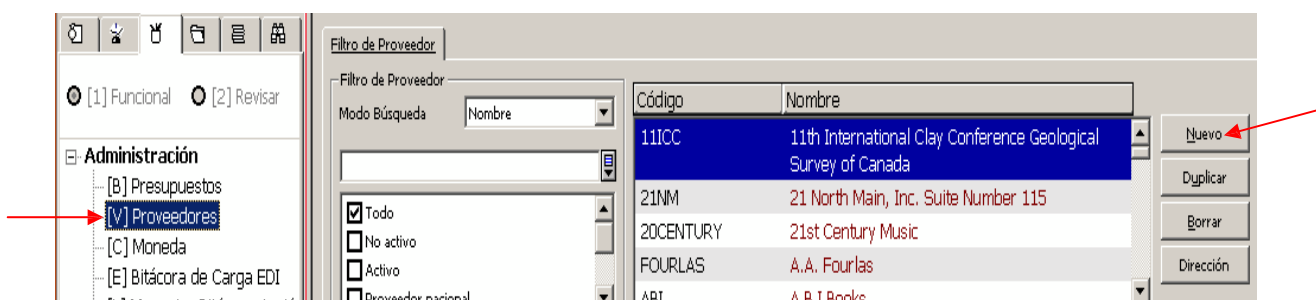 [1] Funcional [2] Revisar
Administración
[B] Presupuestos
[V] Proveedores
[C] Moneda
[E] Bitácora de Carga EDI
Filtro de Proveedor
Filtro de Proveedor
Modo Búsqueda Nombre
Todo
No activo
Activo
Proveedor nacional
Código Nombre
11ICC 11th International Clay Conference Geological
Survey of Canada
21NM 21 North Main, Inc. Suite Number 115
20CENTURY 21st Century Music
FOURLAS A.A. Fourlas
ABI A B I Books
Nuevo
Duplicar
Borrar
Dirección